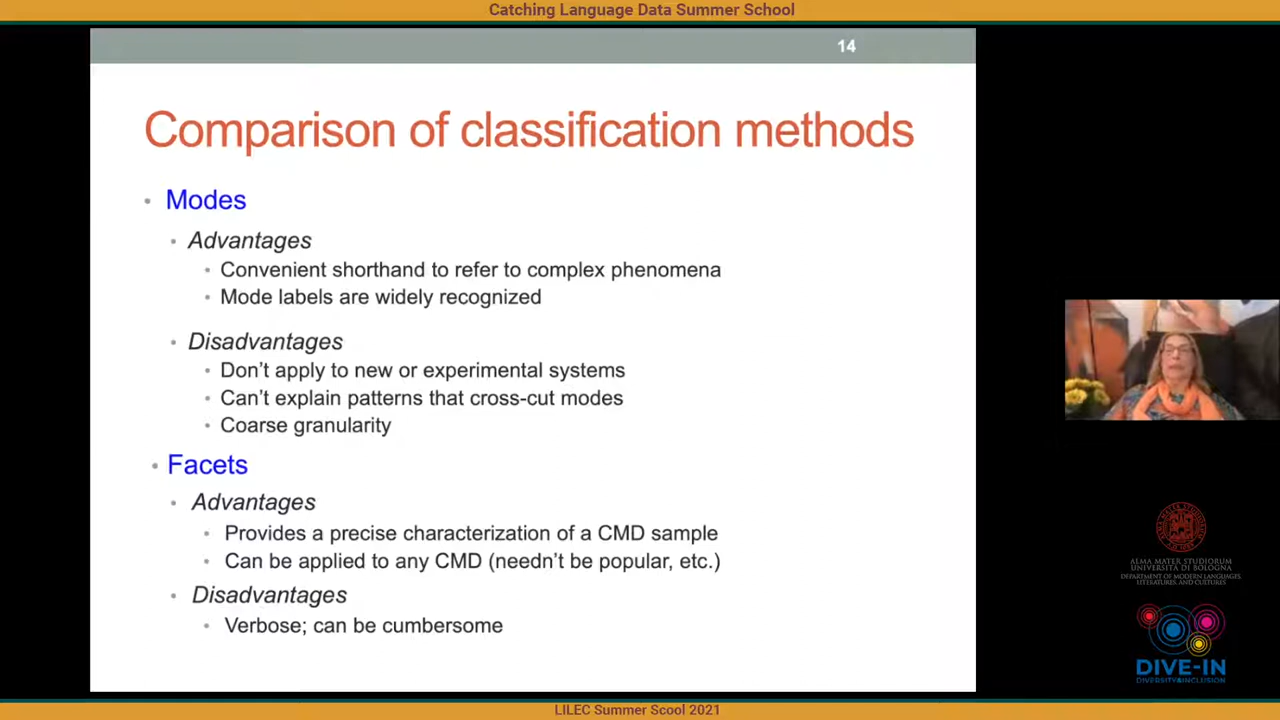 Catching Language Data Summer School
14
Comparison of classification methods
• Modes
• Advantages
• Convenient shorthand to refer to complex phenomena
• Mode labels are widely recognized
• Disadvantages
• Don't apply to new or experimental systems
• Can't explain patterns that cross-cut modes
• Coarse granularity
• Facets
• Advantages
• Provides a precise characterization of a CMD sample
• Can be applied to any CMD (needn't be popular, etc.)
• Disadvantages
• Verbose; can be cumbersome
ALMA MATER STUDIORUM
UNIVERSITÀ DI BOLOGNA
DEPARTMENT OF MODERN LANGUAGES,
LITERATURES, AND CULTURES
DIVE-IN
DIVERSITY&INCLUSION
LILEC Summer Scool 2021